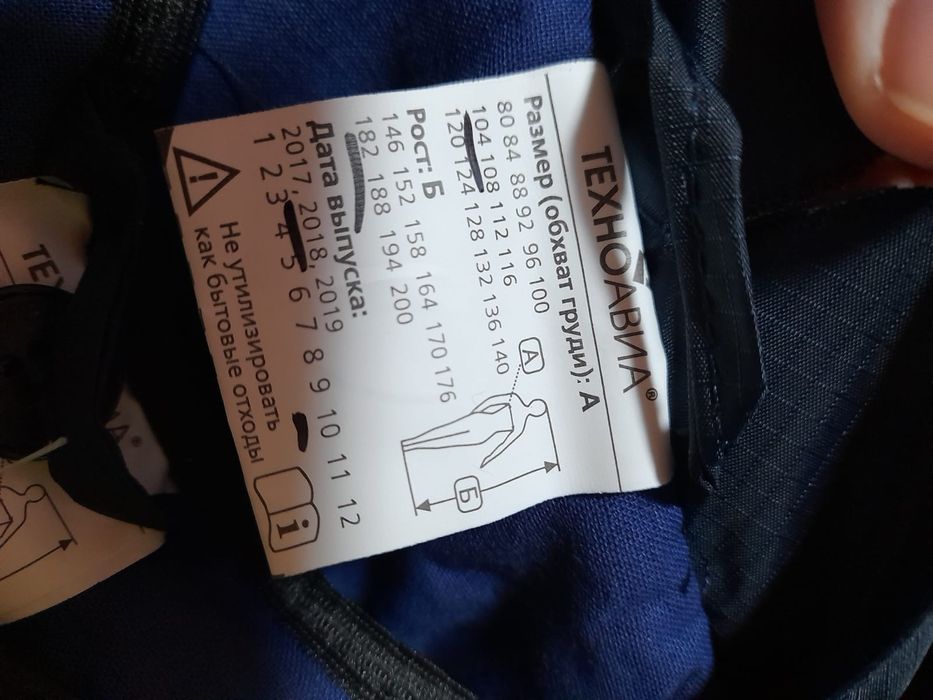 ТЕХНОАВИА®
Размер (обхват груди): А
80 84 88 92 96 100
104 108 112 116
120 124 128 132 136 140
Рост: Б
146 152 158 164 170 176
182 188 194 200
Дата выпуска:
2017, 2018, 2019
1 2 3 4 5 6 7 8 9 10 11 12
Не утилизировать
как бытовые отходы
А
Б
i
ТЕ
А®